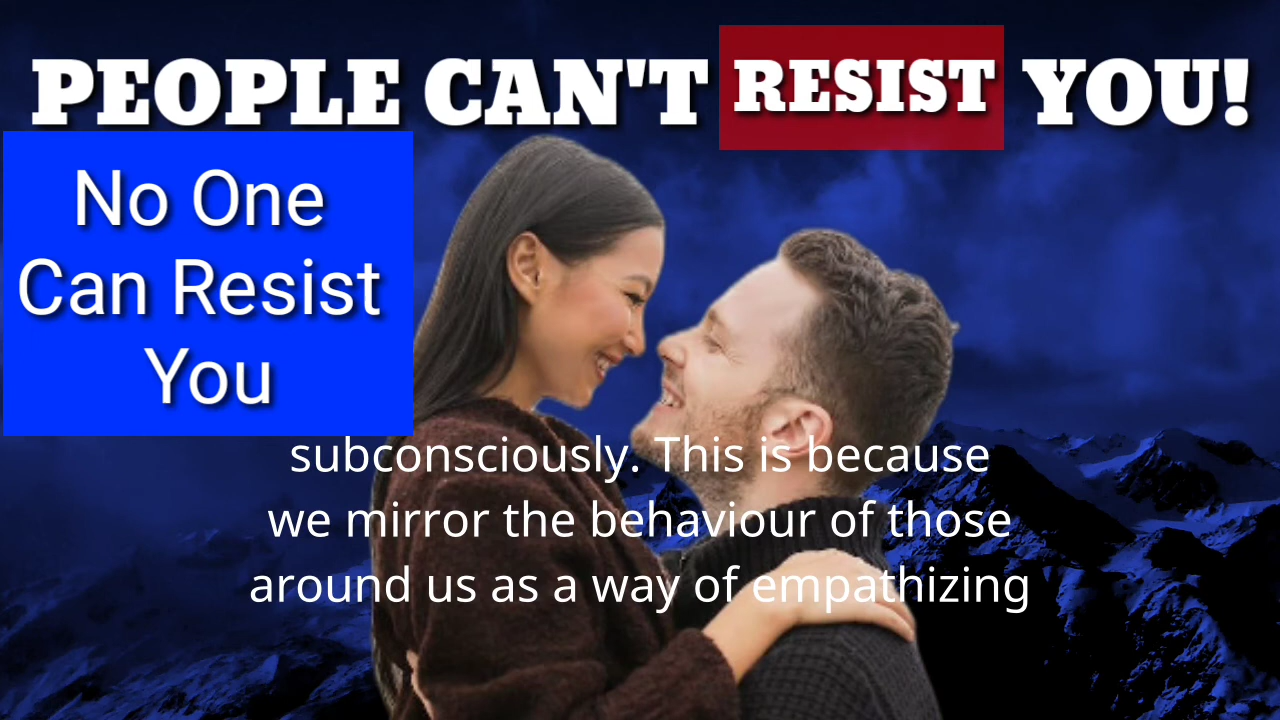 PEOPLE CAN'T RESIST YOU!
No One
Can Resist
You
subconsciously. This is because
we mirror the behaviour of those
around us as a way of empathizing